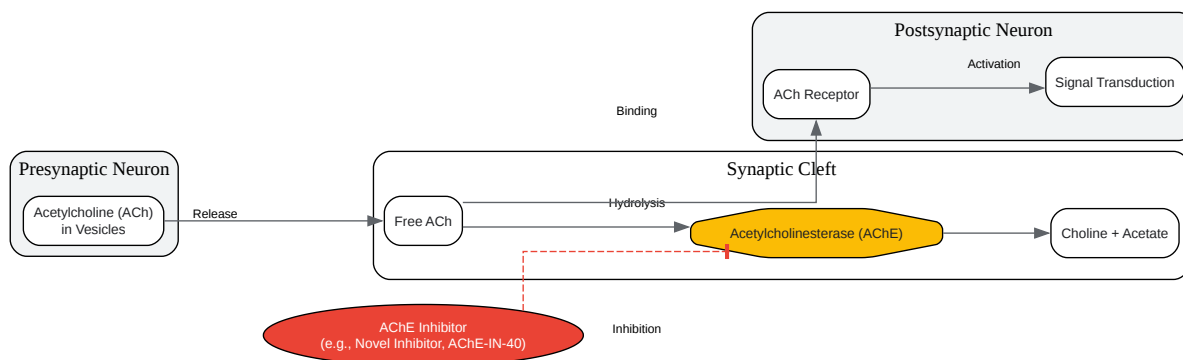 Postsynaptic Neuron
Activation
ACh Receptor
Signal Transduction
Binding
Presynaptic Neuron
Synaptic Cleft
Acetylcholine (ACh)
in Vesicles
Release
Free ACh
Hydrolysis
Acetylcholinesterase (AChE)
Choline + Acetate
AChE Inhibitor
(e.g., Novel Inhibitor, AChE-IN-40)
Inhibition